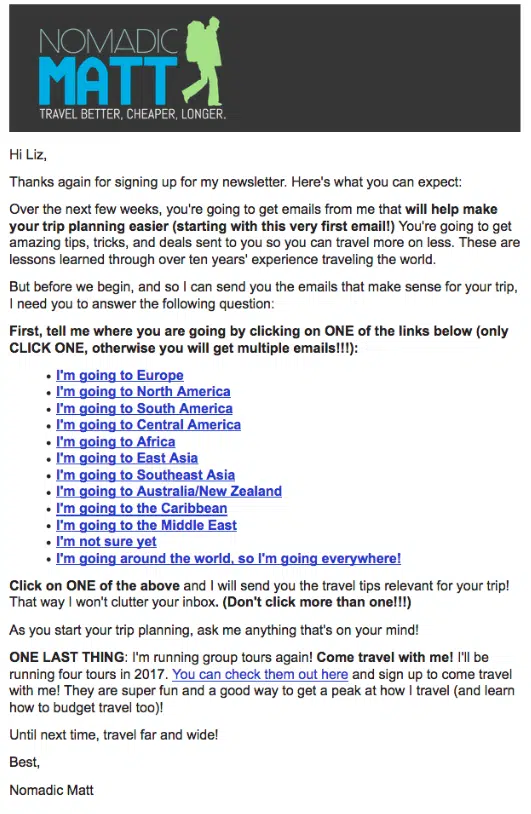 NOMADIC
MATT
TRAVEL BETTER, CHEAPER, LONGER.
Hi Liz,
Thanks again for signing up for my newsletter. Here's what you can expect:
Over the next few weeks, you're going to get emails from me that will help make
your trip planning easier (starting with this very first email!) You're going to get
amazing tips, tricks, and deals sent to you so you can travel more on less. These are
lessons learned through over ten years' experience traveling the world.
But before we begin, and so I can send you the emails that make sense for your trip,
I need you to answer the following question:
First, tell me where you are going by clicking on ONE of the links below (only
CLICK ONE, otherwise you will get multiple emails!!!):
• I'm going to Europe
• I'm going to North America
• I'm going to South America
• I'm going to Central America
• I'm going to Africa
• I'm going to East Asia
• I'm going to Southeast Asia
• I'm going to Australia/New Zealand
• I'm going to the Caribbean
• I'm going to the Middle East
• I'm not sure yet
• I'm going around the world, so I'm going everywhere!
Click on ONE of the above and I will send you the travel tips relevant for your trip!
That way I won't clutter your inbox. (Don't click more than one!!!)
As you start your trip planning, ask me anything that's on your mind!
ONE LAST THING: I'm running group tours again! Come travel with me! I'll be
running four tours in 2017. You can check them out here and sign up to come travel
with me! They are super fun and a good way to get a peak at how I travel (and learn
how to budget travel too)!
Until next time, travel far and wide!
Best,
Nomadic Matt